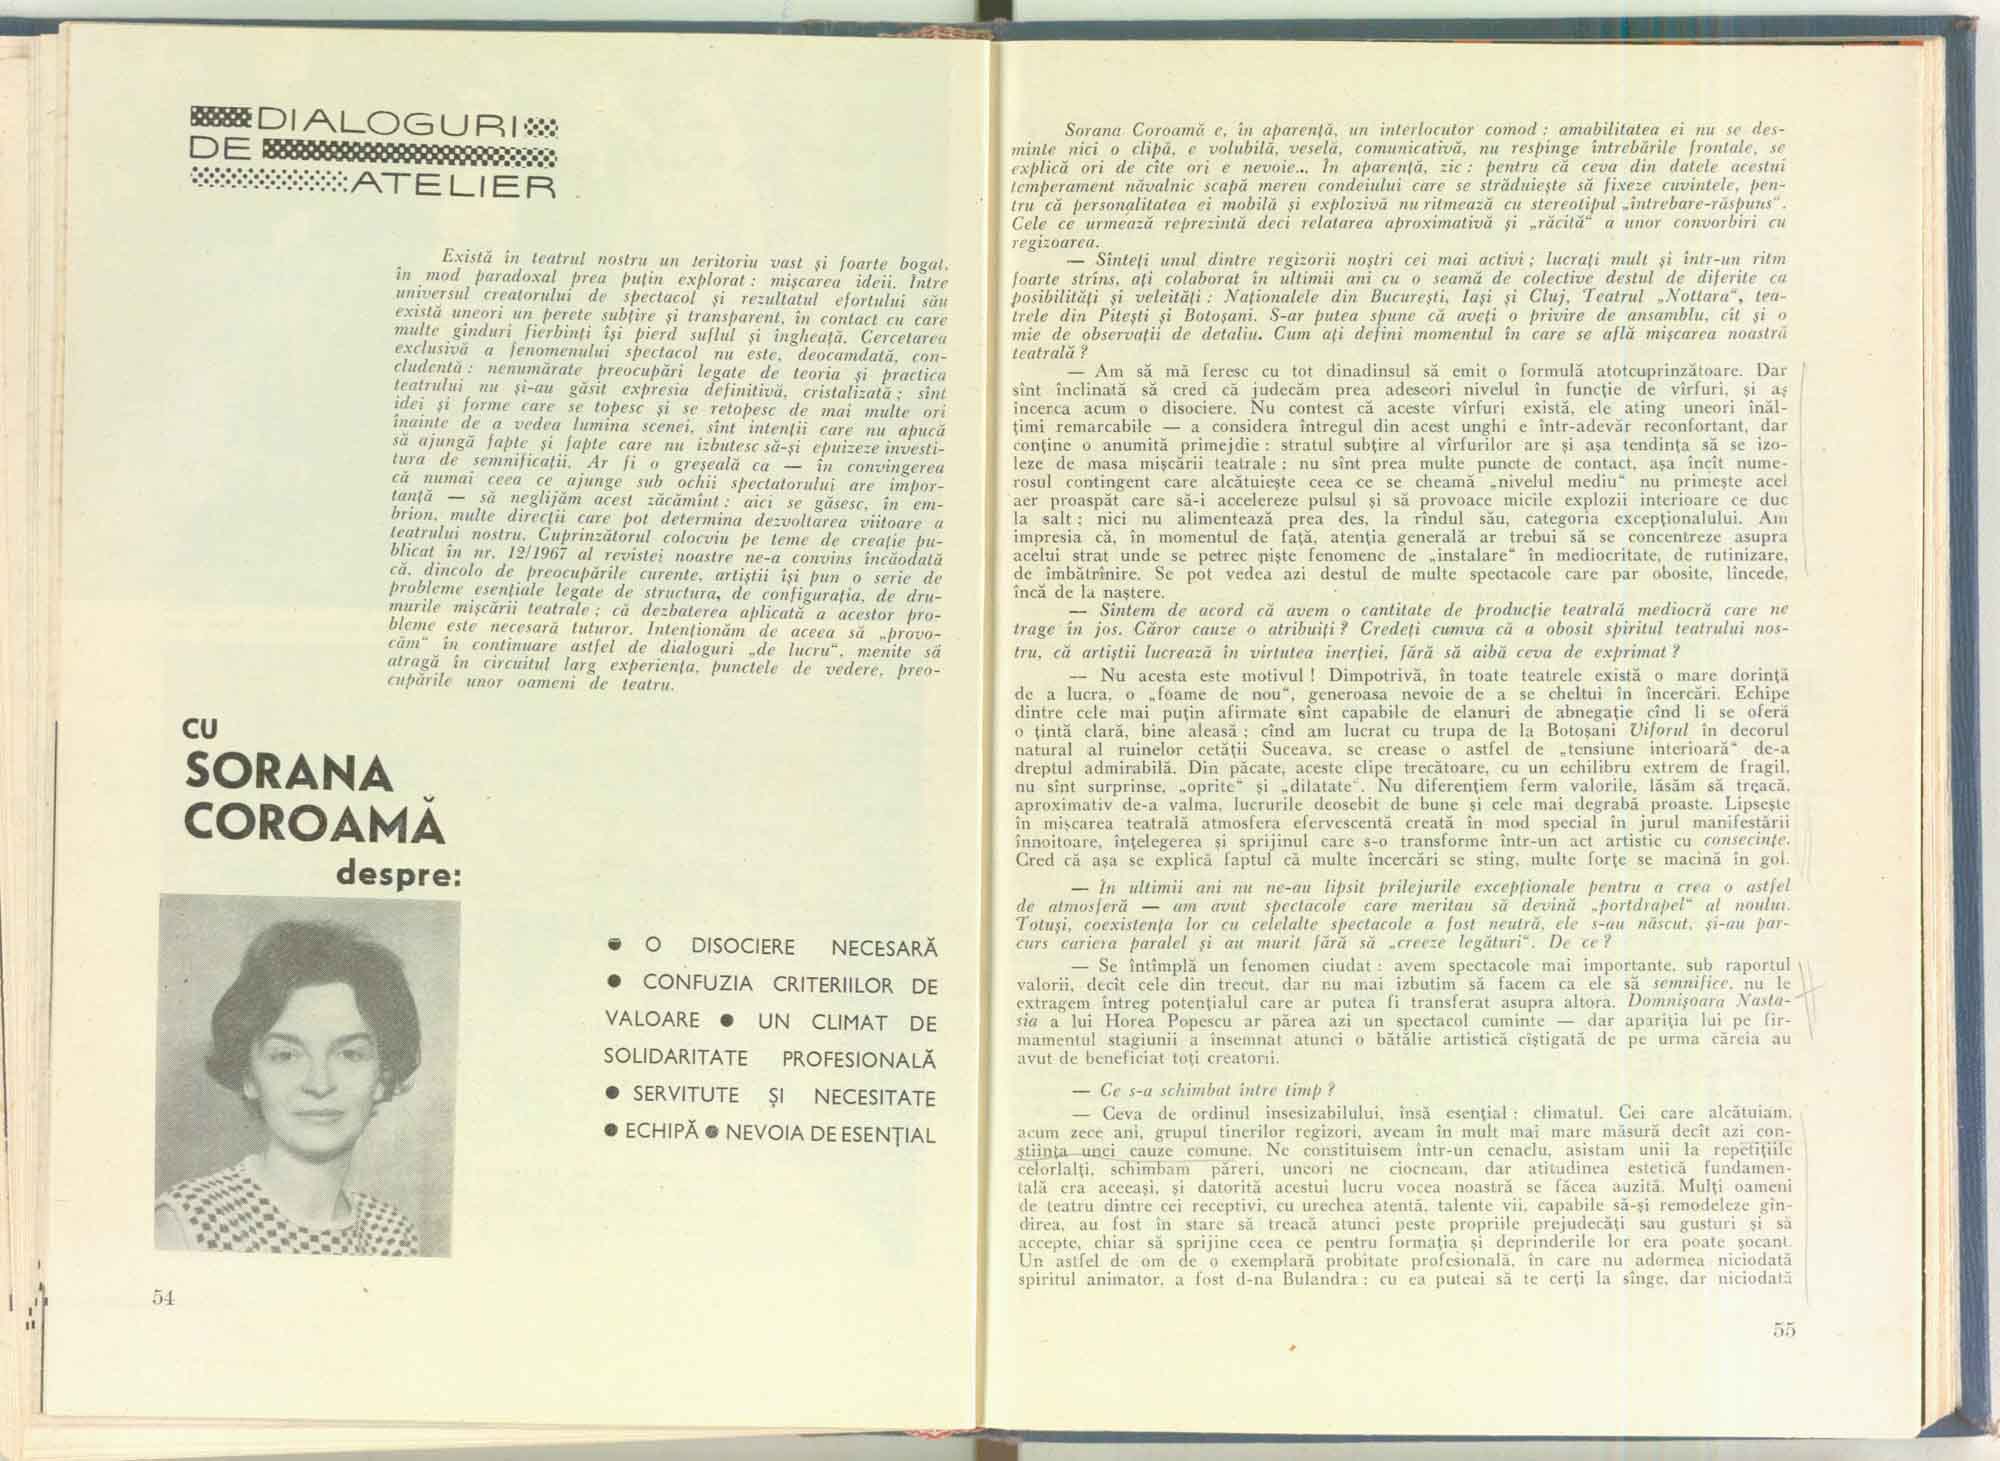 DIALOGURI
DE
ATELIER
Există în teatrul nostru un teritoriu vast și foarte bogat,
în mod paradoxal prea puțin explorat : mișcarea ideii. Între
universul creatorului de spectacol și rezultatul efortului său
există uneori un perete subțire și transparent, în contact cu care
multe gînduri fierbinți își pierd suflul și îngheață. Cercetarea
exclusivă a fenomenului spectacol nu este, deocamdată, con-
cludentă : nenumărate preocupări legate de teoria și practica
teatrului nu și-au găsit expresia definitivă, cristalizată ; sînt
idei și forme care se topesc și se retopesc de mai multe ori
înainte de a vedea lumina scenei, sînt intenții care nu apucă
să ajungă fapte și fapte care nu izbutesc să-și epuizeze investi-
tura de semnificații. Ar fi o greșeală ca — în convingerea
că numai ceea ce ajunge sub ochii spectatorului are impor-
tanță — să neglijăm acest zăcămînt : aici se găsesc, în em-
brion, multe direcții care pot determina dezvoltarea viitoare a
teatrului nostru. Cuprinzătorul colocviu pe teme de creație pu-
blicat în nr. 12/1967 al revistei noastre ne-a convins încăodată
că, dincolo de preocupările curente, artiștii își pun o serie de
probleme esențiale legate de structura, de configurația, de dru-
murile mișcării teatrale ; că dezbaterea aplicată a acestor pro-
bleme este necesară tuturor. Intenționăm de aceea să „provo-
căm“ în continuare astfel de dialoguri „de lucru“, menite să
atragă în circuitul larg experiența, punctele de vedere, preo-
cupările unor oameni de teatru.
CU
SORANA
COROAMĂ
despre:
● O DISOCIERE NECESARĂ
● CONFUZIA CRITERIILOR DE
VALOARE ● UN CLIMAT DE
SOLIDARITATE PROFESIONALĂ
● SERVITUTE ȘI NECESITATE
● ECHIPĂ ● NEVOIA DE ESENȚIAL
54
Sorana Coroamă e, în aparență, un interlocutor comod : amabilitatea ei nu se des-
minte nici o clipă, e volubilă, veselă, comunicativă, nu respinge întrebările frontale, se
explică ori de cîte ori e nevoie... În aparență, zic : pentru că ceva din datele acestui
temperament năvalnic scapă mereu condeiului care se străduiește să fixeze cuvintele, pen-
tru că personalitatea ei mobilă și explozivă nu ritmează cu stereotipul „întrebare-răspuns“.
Cele ce urmează reprezintă deci relatarea aproximativă și „răcită“ a unor convorbiri cu
regizoarea.
— Sînteți unul dintre regizorii noștri cei mai activi ; lucrați mult și într-un ritm
foarte strîns, ați colaborat în ultimii ani cu o seamă de colective destul de diferite ca
posibilități și veleități : Naționalele din București, Iași și Cluj, Teatrul „Nottara“, tea-
trele din Pitești și Botoșani. S-ar putea spune că aveți o privire de ansamblu, cît și o
mie de observații de detaliu. Cum ați defini momentul în care se află mișcarea noastră
teatrală ?
— Am să mă feresc cu tot dinadinsul să emit o formulă atotcuprinzătoare. Dar
sînt înclinată să cred că judecăm prea adeseori nivelul în funcție de vîrfuri, și aș
încerca acum o disociere. Nu contest că aceste vîrfuri există, ele ating uneori înăl-
țimi remarcabile — a considera întregul din acest unghi e într-adevăr reconfortant, dar
conține o anumită primejdie : stratul subțire al vîrfurilor are și așa tendința să se izo-
leze de masa mișcării teatrale ; nu sînt prea multe puncte de contact, așa încît nume-
rosul contingent care alcătuiește ceea ce se cheamă „nivelul mediu“ nu primește acel
aer proaspăt care să-i accelereze pulsul și să provoace micile explozii interioare ce duc
la salt ; nici nu alimentează prea des, la rîndul său, categoria excepționalului. Am
impresia că, în momentul de față, atenția generală ar trebui să se concentreze asupra
acelui strat unde se petrec niște fenomene de „instalare“ în mediocritate, de rutinizare,
de îmbătrînire. Se pot vedea azi destul de multe spectacole care par obosite, lîncede,
încă de la naștere.
— Sîntem de acord că avem o cantitate de producție teatrală mediocră care ne
trage în jos. Căror cauze o atribuiți ? Credeți cumva că a obosit spiritul teatrului nos-
tru, că artiștii lucrează în virtutea inerției, fără să aibă ceva de exprimat ?
— Nu acesta este motivul ! Dimpotrivă, în toate teatrele există o mare dorință
de a lucra, o „foame de nou“, generoasa nevoie de a se cheltui în încercări. Echipe
dintre cele mai puțin afirmate sînt capabile de elanuri de abnegație cînd li se oferă
o țintă clară, bine aleasă ; cînd am lucrat cu trupa de la Botoșani Viforul în decorul
natural al ruinelor cetății Suceava, se crease o astfel de „tensiune interioară“ de-a
dreptul admirabilă. Din păcate, aceste clipe trecătoare, cu un echilibru extrem de fragil,
nu sînt surprinse, „oprite“ și „dilatate“. Nu diferențiem ferm valorile, lăsăm să treacă,
aproximativ de-a valma, lucrurile deosebit de bune și cele mai degrabă proaste. Lipsește
în mișcarea teatrală atmosfera efervescentă creată în mod special în jurul manifestării
înnoitoare, înțelegerea și sprijinul care s-o transforme într-un act artistic cu consecințe.
Cred că așa se explică faptul că multe încercări se sting, multe forțe se macină în gol.
— În ultimii ani nu ne-au lipsit prilejurile excepționale pentru a crea o astfel
de atmosferă — am avut spectacole care meritau să devină „portdrapel“ al noului.
Totuși, coexistența lor cu celelalte spectacole a fost neutră, ele s-au născut, și-au par-
curs cariera paralel și au murit fără să „creeze legături“. De ce ?
— Se întîmplă un fenomen ciudat : avem spectacole mai importante, sub raportul
valorii, decît cele din trecut, dar nu mai izbutim să facem ca ele să semnifice, nu le
extragem întreg potențialul care ar putea fi transferat asupra altora. Domnișoara Nasta-
sia a lui Horea Popescu ar părea azi un spectacol cuminte — dar apariția lui pe fir-
mamentul stagiunii a însemnat atunci o bătălie artistică cîștigată de pe urma căreia au
avut de beneficiat toți creatorii.
— Ce s-a schimbat între timp ?
— Ceva de ordinul insesizabilului, însă esențial : climatul. Cei care alcătuiam,
acum zece ani, grupul tinerilor regizori, aveam în mult mai mare măsură decît azi con-
știința unei cauze comune. Ne constituisem într-un cenaclu, asistam unii la repetițiile
celorlalți, schimbam păreri, uneori ne ciocneam, dar atitudinea estetică fundamen-
tală era aceeași, și datorită acestui lucru vocea noastră se făcea auzită. Mulți oameni
de teatru dintre cei receptivi, cu urechea atentă, talente vii, capabile să-și remodeleze gîn-
direa, au fost în stare să treacă atunci peste propriile prejudecăți sau gusturi și să
accepte, chiar să sprijine ceea ce pentru formația și deprinderile lor era poate șocant.
Un astfel de om de o exemplară probitate profesională, în care nu adormea niciodată
spiritul animator, a fost d-na Bulandra ; cu ea puteai să te cerți la sînge, dar niciodată
55